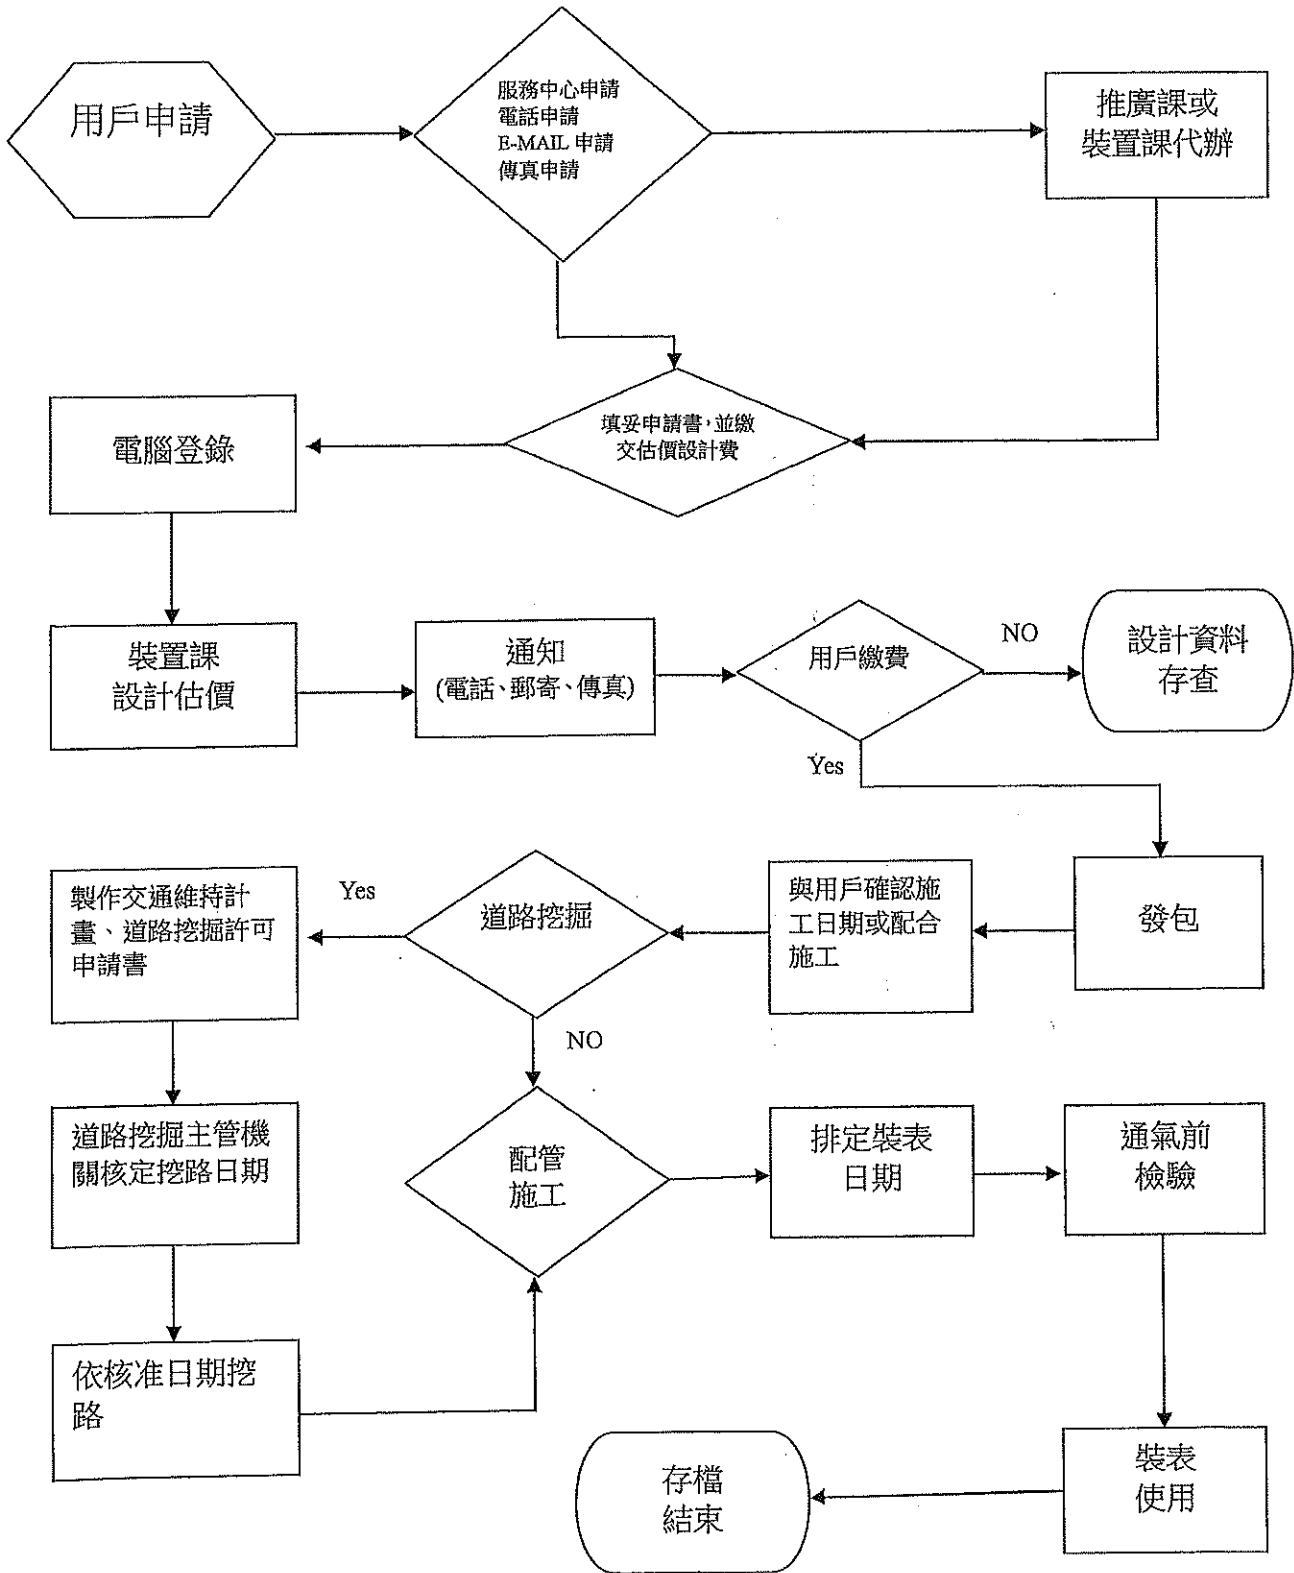 用戶申請
服務中心申請
電話申請
E-MAIL 申請
傳真申請
推廣課或
裝置課代辦
填妥申請書，並繳
交估價設計費
電腦登錄
裝置課
設計估價
通知
(電話、郵寄、傳真)
用戶繳費
NO
設計資料
存查
Yes
發包
與用戶確認施
工日期或配合
施工
道路挖掘
Yes
製作交通維持計
畫、道路挖掘許可
申請書
NO
道路挖掘主管機
關核定挖路日期
配管
施工
排定裝表
日期
通氣前
檢驗
依核准日期挖
路
裝表
使用
存檔
結束